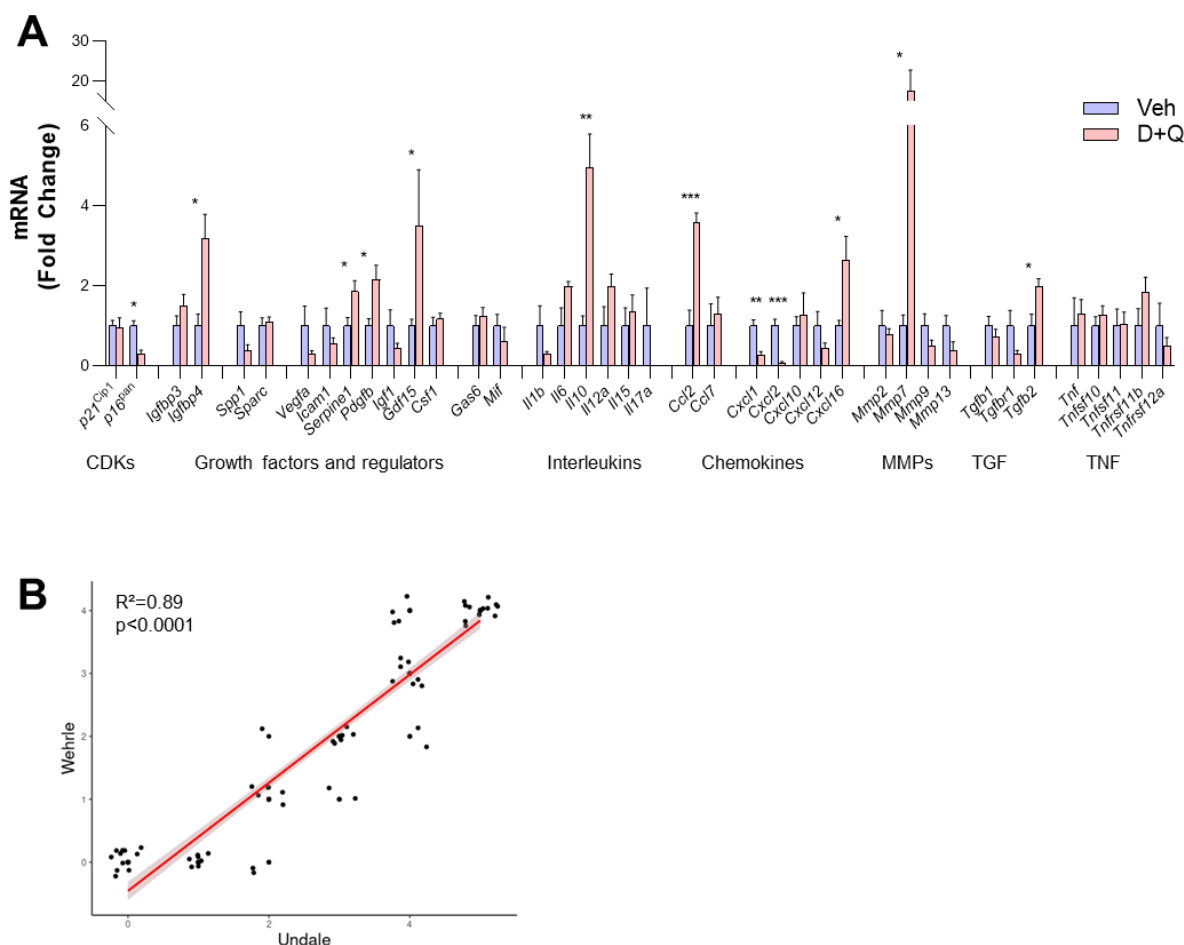 A
30
20
6
4
2
0
mRNA
(Fold Change)
Veh
D+Q
*
*
*
*
*
**
***
**
***
*
*
*
p21Cip1
p16pan
Igfbp3
Igfbp4
Spp1
Sparc
Vegfa
Icam1
Serpine1
Pdgfb
Igf1
Gdf15
Csf1
Gas6
Mif
Il1b
Il6
Il10
Il12a
Il15
Il17a
Ccl2
Ccl7
Cxcl1
Cxcl2
Cxcl10
Cxcl12
Cxcl16
Mmp2
Mmp7
Mmp9
Mmp13
Tgfb1
Tgfbr1
Tgfb2
Tnf
Tnfsf10
Tnfsf11
Tnfrsf11b
Tnfrsf12a
CDKs
Growth factors and regulators
Interleukins
Chemokines
MMPs
TGF
TNF
B
R²=0.89
p<0.0001
4
3
2
1
0
Wehrle
0
2
4
Undale